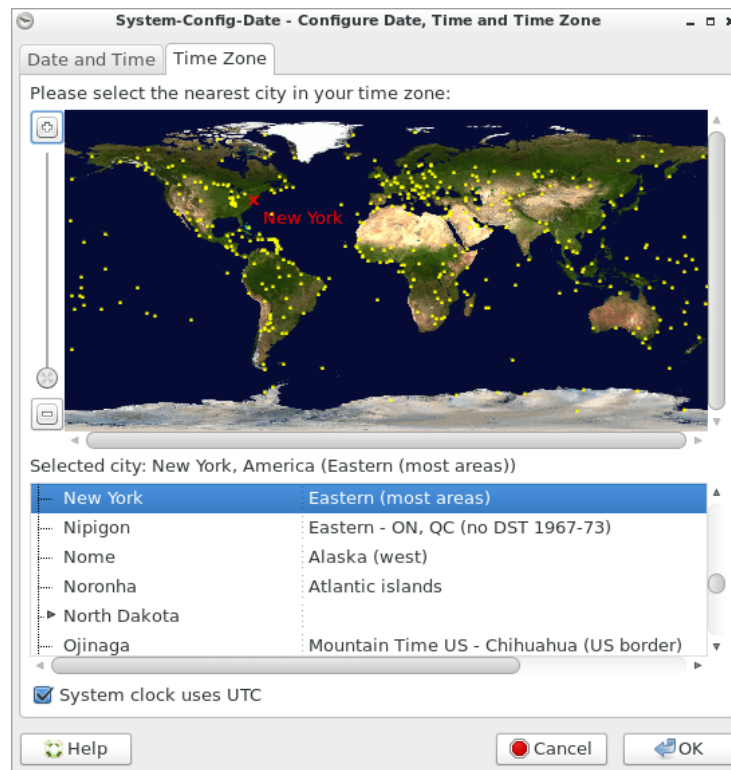 System-Config-Date - Configure Date, Time and Time Zone
Date and Time
Time Zone
Please select the nearest city in your time zone:
New York
Selected city: New York, America (Eastern (most areas))
New York Eastern (most areas)
Nipigon Eastern - ON, QC (no DST 1967-73)
Nome Alaska (west)
Noronha Atlantic islands
North Dakota
Ojinaga Mountain Time US - Chihuahua (US border)
System clock uses UTC
Help
Cancel
OK